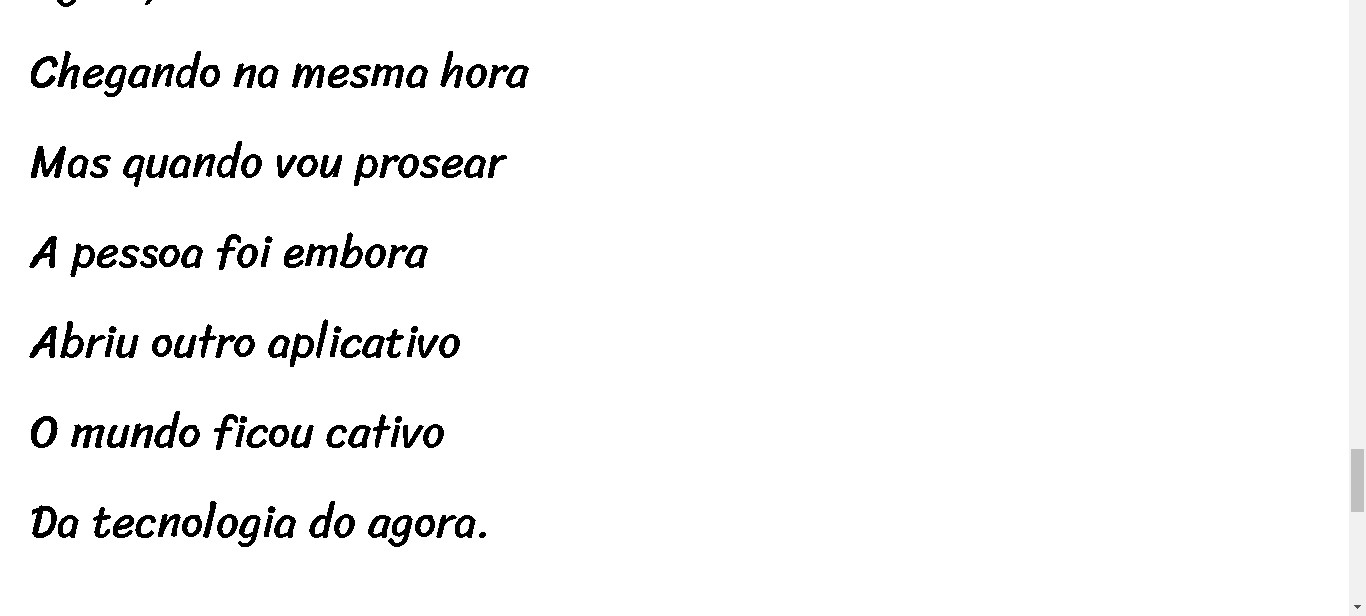 Chegando na mesma hora
Mas quando vou prosear
A pessoa foi embora
Abriu outro aplicativo
O mundo ficou cativo
Da tecnologia do agora.